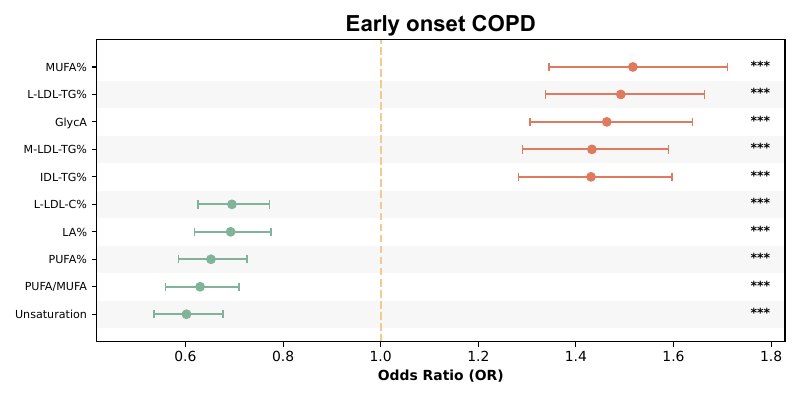 Early onset COPD
MUFA% ***
L-LDL-TG% ***
GlycA ***
M-LDL-TG% ***
IDL-TG% ***
L-LDL-C% ***
LA% ***
PUFA% ***
PUFA/MUFA ***
Unsaturation ***
0.6 0.8 1.0 1.2 1.4 1.6 1.8
Odds Ratio (OR)